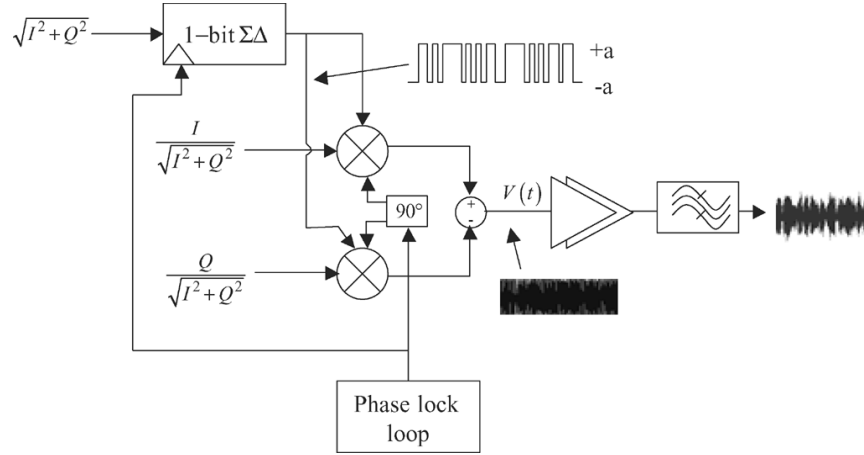 √I²+Q²
1–bit ΣΔ
+a
-a
I
√I²+Q²
90°
+
-
V(t)
Q
√I²+Q²
Phase lock
loop